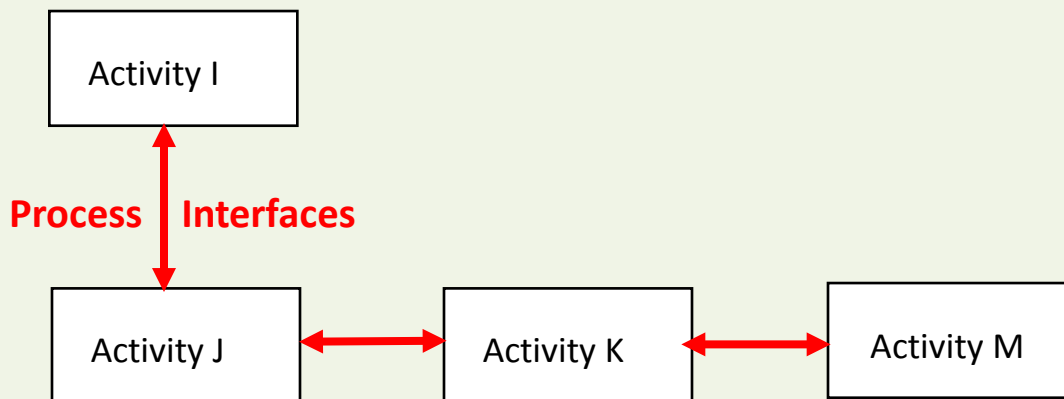 Activity I
Process Interfaces
Activity J
Activity K
Activity M